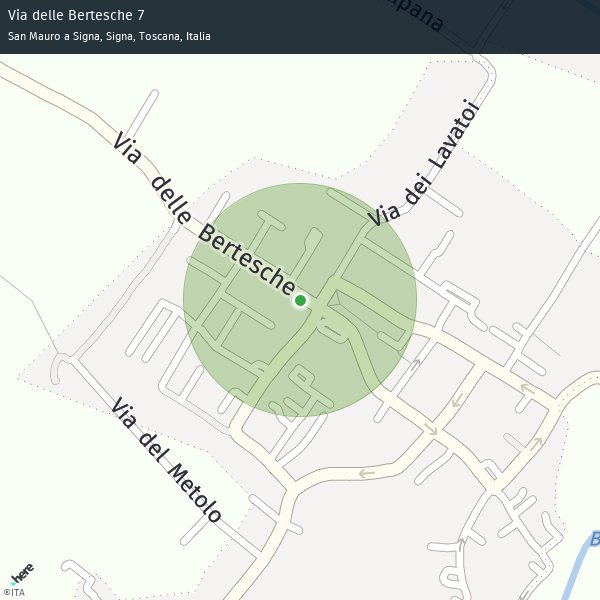 Via delle Bertesche 7
San Mauro a Signa, Signa, Toscana, Italia
Via dei Lavatoi
Via delle Bertesche
Via del Metolo
here
©ITA